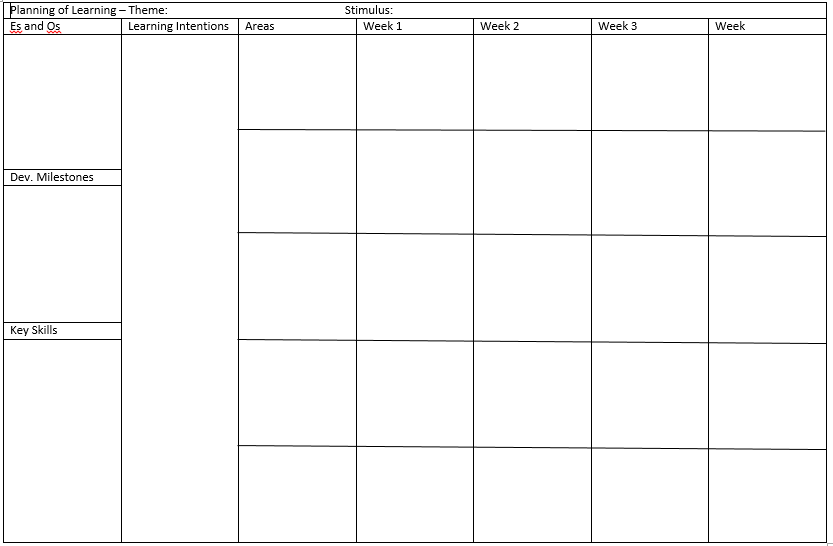 Planning of Learning – Theme: Stimulus:
Es and Os Learning Intentions Areas Week 1 Week 2 Week 3 Week
Dev. Milestones
Key Skills